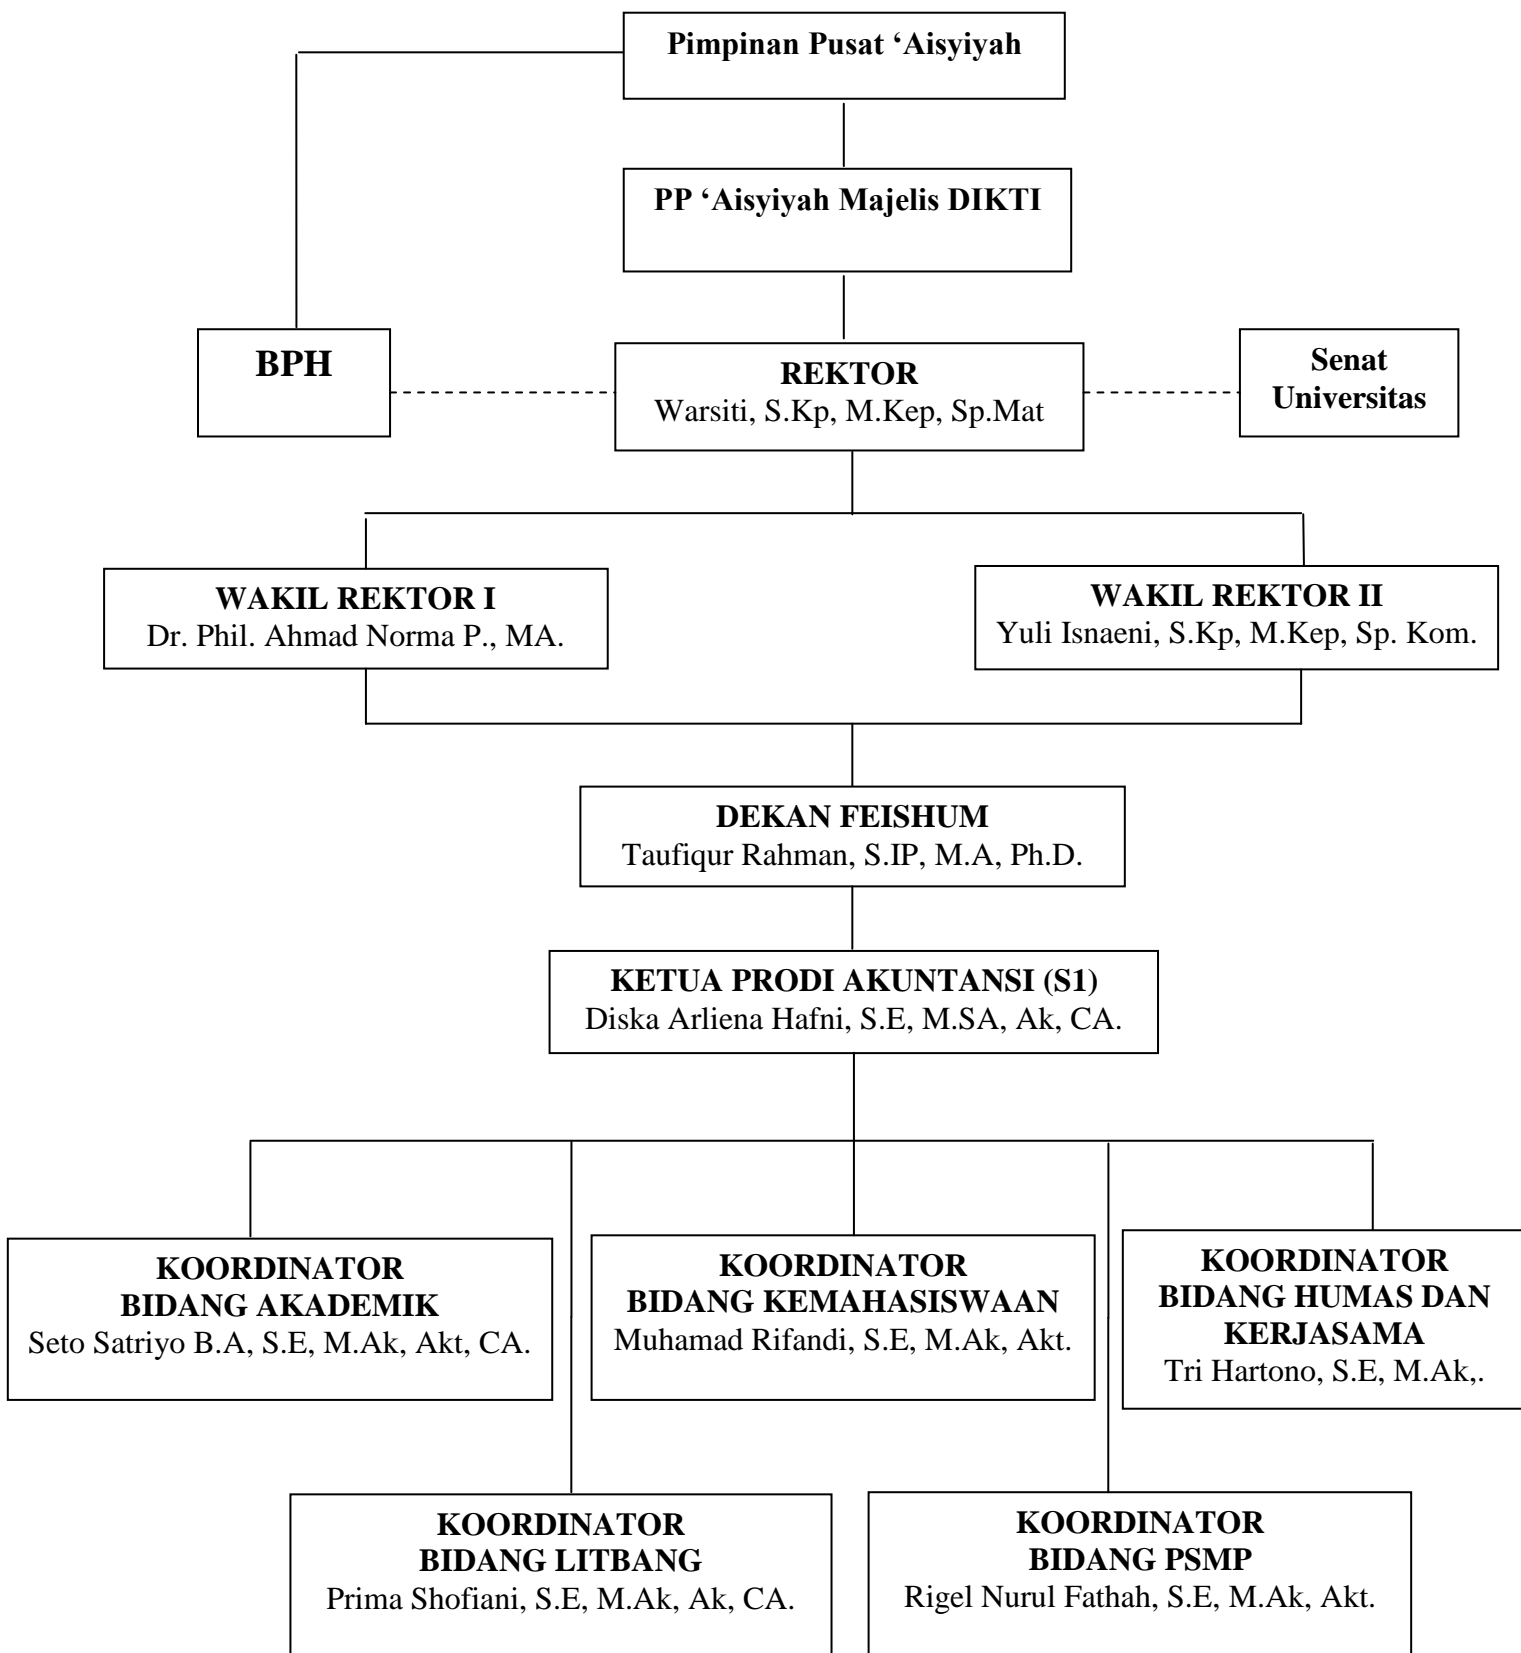 Pimpinan Pusat ‘Aisyiyah
PP ‘Aisyiyah Majelis DIKTI
BPH
REKTOR
Warsiti, S.Kp, M.Kep, Sp.Mat
Senat
Universitas
WAKIL REKTOR I
Dr. Phil. Ahmad Norma P., MA.
WAKIL REKTOR II
Yuli Isnaeni, S.Kp, M.Kep, Sp. Kom.
DEKAN FEISHUM
Taufiqur Rahman, S.IP, M.A, Ph.D.
KETUA PRODI AKUNTANSI (S1)
Diska Arliena Hafni, S.E, M.SA, Ak, CA.
KOORDINATOR
BIDANG AKADEMIK
Seto Satriyo B.A, S.E, M.Ak, Akt, CA.
KOORDINATOR
BIDANG KEMAHASISWAAN
Muhamad Rifandi, S.E, M.Ak, Akt.
KOORDINATOR
BIDANG HUMAS DAN
KERJASAMA
Tri Hartono, S.E, M.Ak,.
KOORDINATOR
BIDANG LITBANG
Prima Shofiani, S.E, M.Ak, Ak, CA.
KOORDINATOR
BIDANG PSMP
Rigel Nurul Fathah, S.E, M.Ak, Akt.